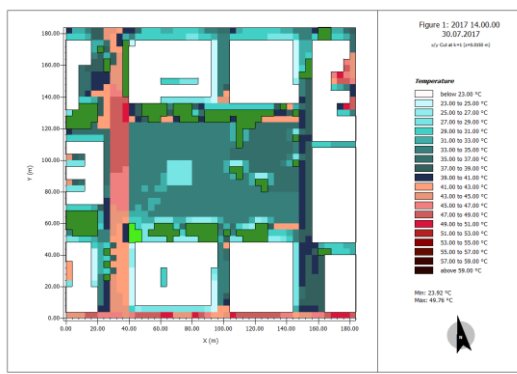 Figure 1: 2017 14.00.00
30.07.2017
x/y Cut at k=1 (z=0.0000 m)
Temperature
below 23.00 °C
23.00 to 25.00 °C
25.00 to 27.00 °C
27.00 to 29.00 °C
29.00 to 31.00 °C
31.00 to 33.00 °C
33.00 to 35.00 °C
35.00 to 37.00 °C
37.00 to 39.00 °C
39.00 to 41.00 °C
41.00 to 43.00 °C
43.00 to 45.00 °C
45.00 to 47.00 °C
47.00 to 49.00 °C
49.00 to 51.00 °C
51.00 to 53.00 °C
53.00 to 55.00 °C
55.00 to 57.00 °C
57.00 to 59.00 °C
above 59.00 °C
Min: 23.92 °C
Max: 49.76 °C
N
Y (m)
180.00
160.00
140.00
120.00
100.00
80.00
60.00
40.00
20.00
0.00
0.00 20.00 40.00 60.00 80.00 100.00 120.00 140.00 160.00 180.00
X (m)